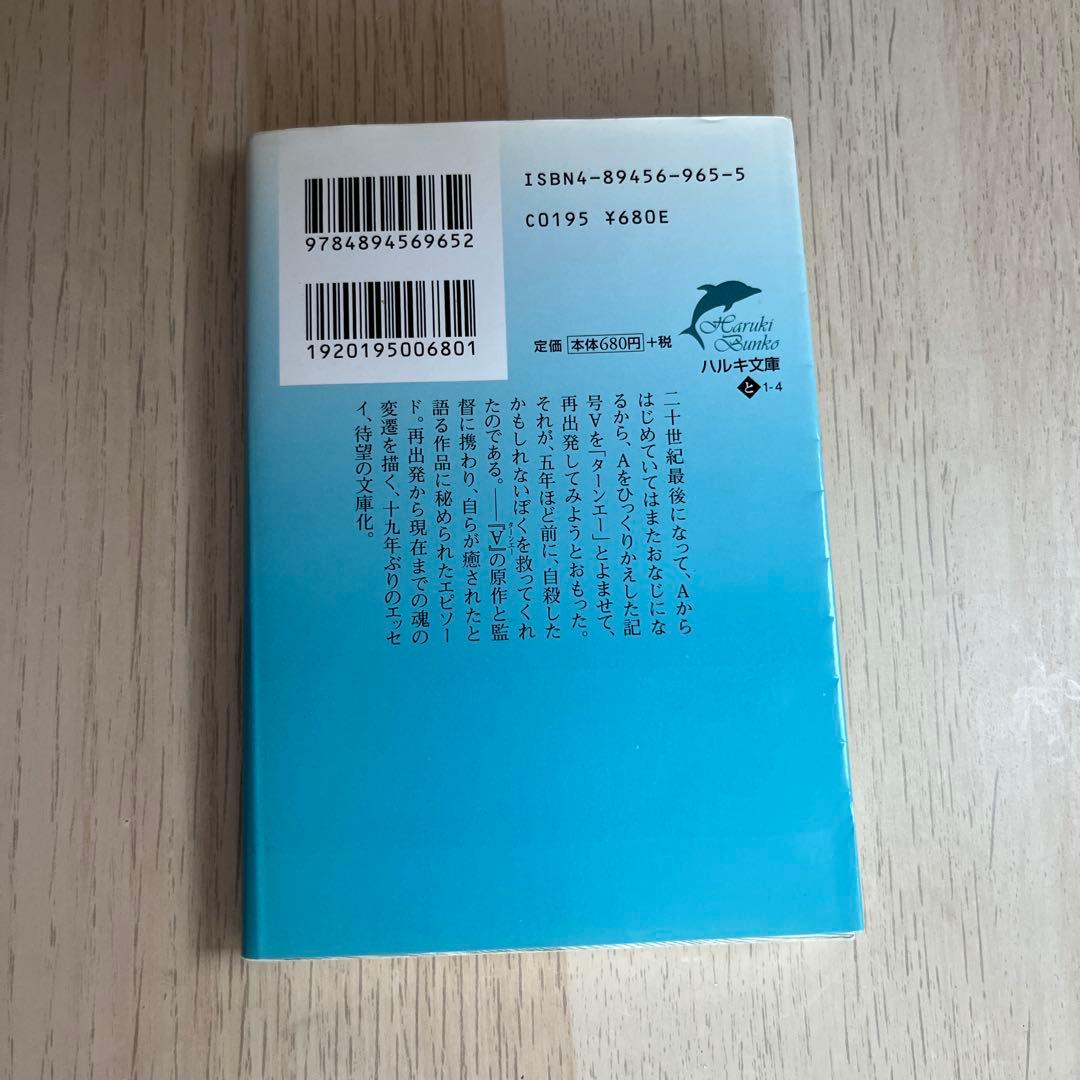 ISBN4-89456-965-5
C0195 ¥680E
9784894569652
1920195006801
Haruki
Bunko
定価 本体680円 +税
ハルキ文庫
と 1-4
二十世紀最後になって、Aから
はじめていてはまたおなじにな
るから、Aをひっくりかえした記
号∀を「ターンエー」とよませて、
再出発してみようとおもった。
それが、五年ほど前に、自殺した
かもしれないぼくを救ってくれ
たのである。――『∀』の原作と監
ターンエー
督に携わり、自らが癒されたと
語る作品に秘められたエピソー
ド。再出発から現在までの魂の
変遷を描く、十九年ぶりのエッセ
イ、待望の文庫化。